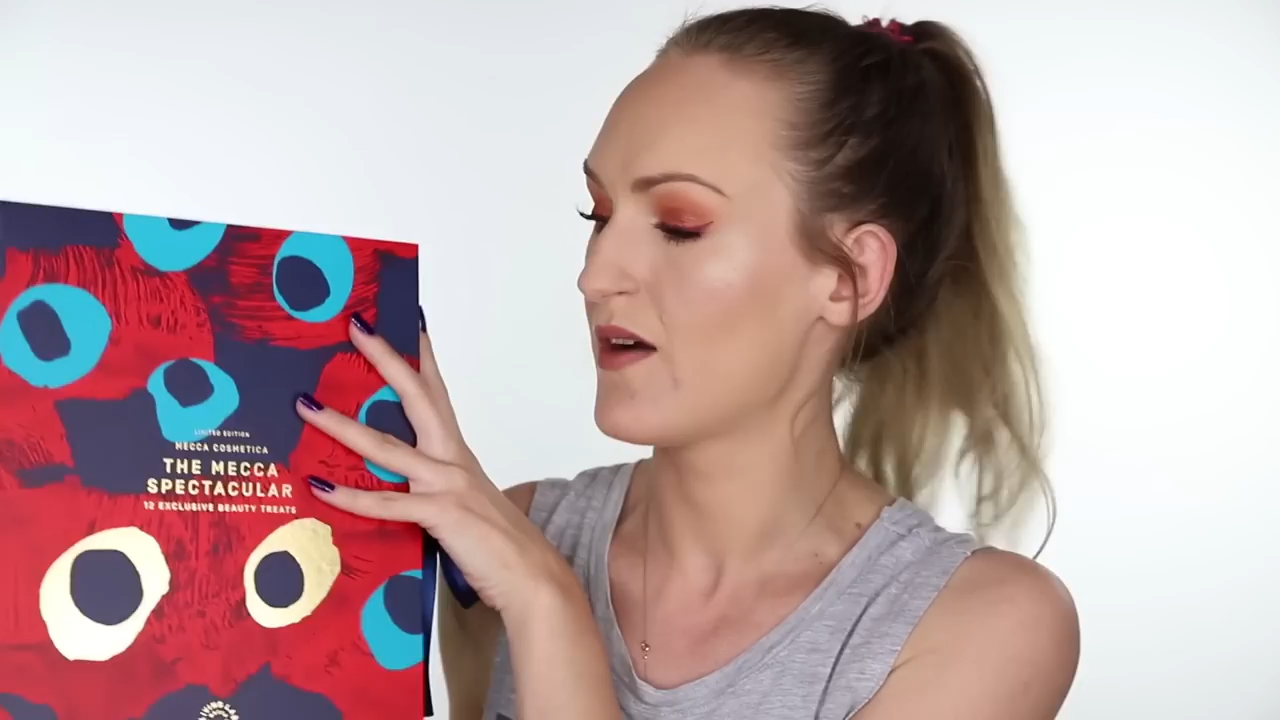 LIMITED EDITION
MECCA COSMETICA
THE MECCA
SPECTACULAR
12 EXCLUSIVE BEAUTY TREATS